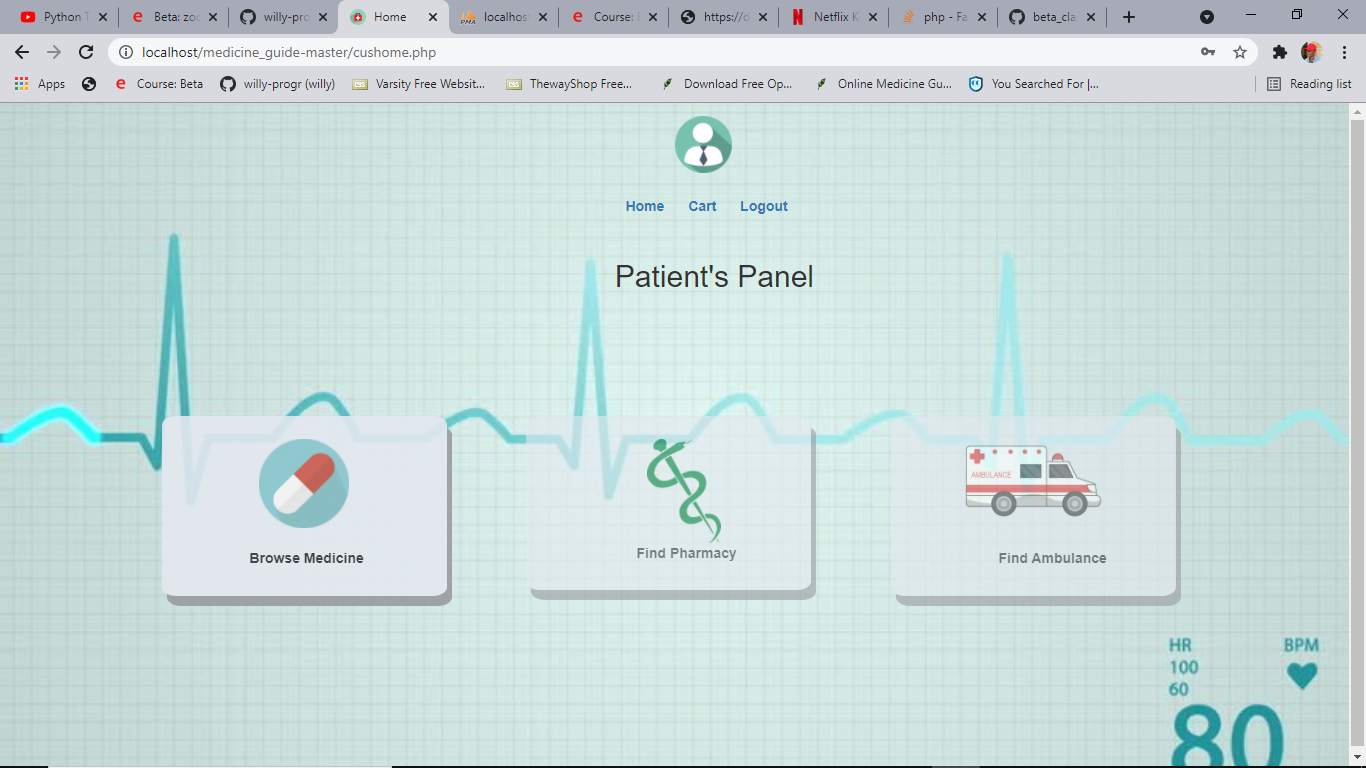 Python T
Beta: zoo
willy-pro
Home
localhos
Course: 
https://d
Netflix K
php - Fa
beta_cla
localhost/medicine_guide-master/cushome.php
Apps
Course: Beta
willy-progr (willy)
Varsity Free Websit...
ThewayShop Free...
Download Free Op...
Online Medicine Gu...
You Searched For |...
Reading list
Home Cart Logout
Patient's Panel
AMBULANCE
Browse Medicine
Find Pharmacy
Find Ambulance
HR BPM
100
60
80